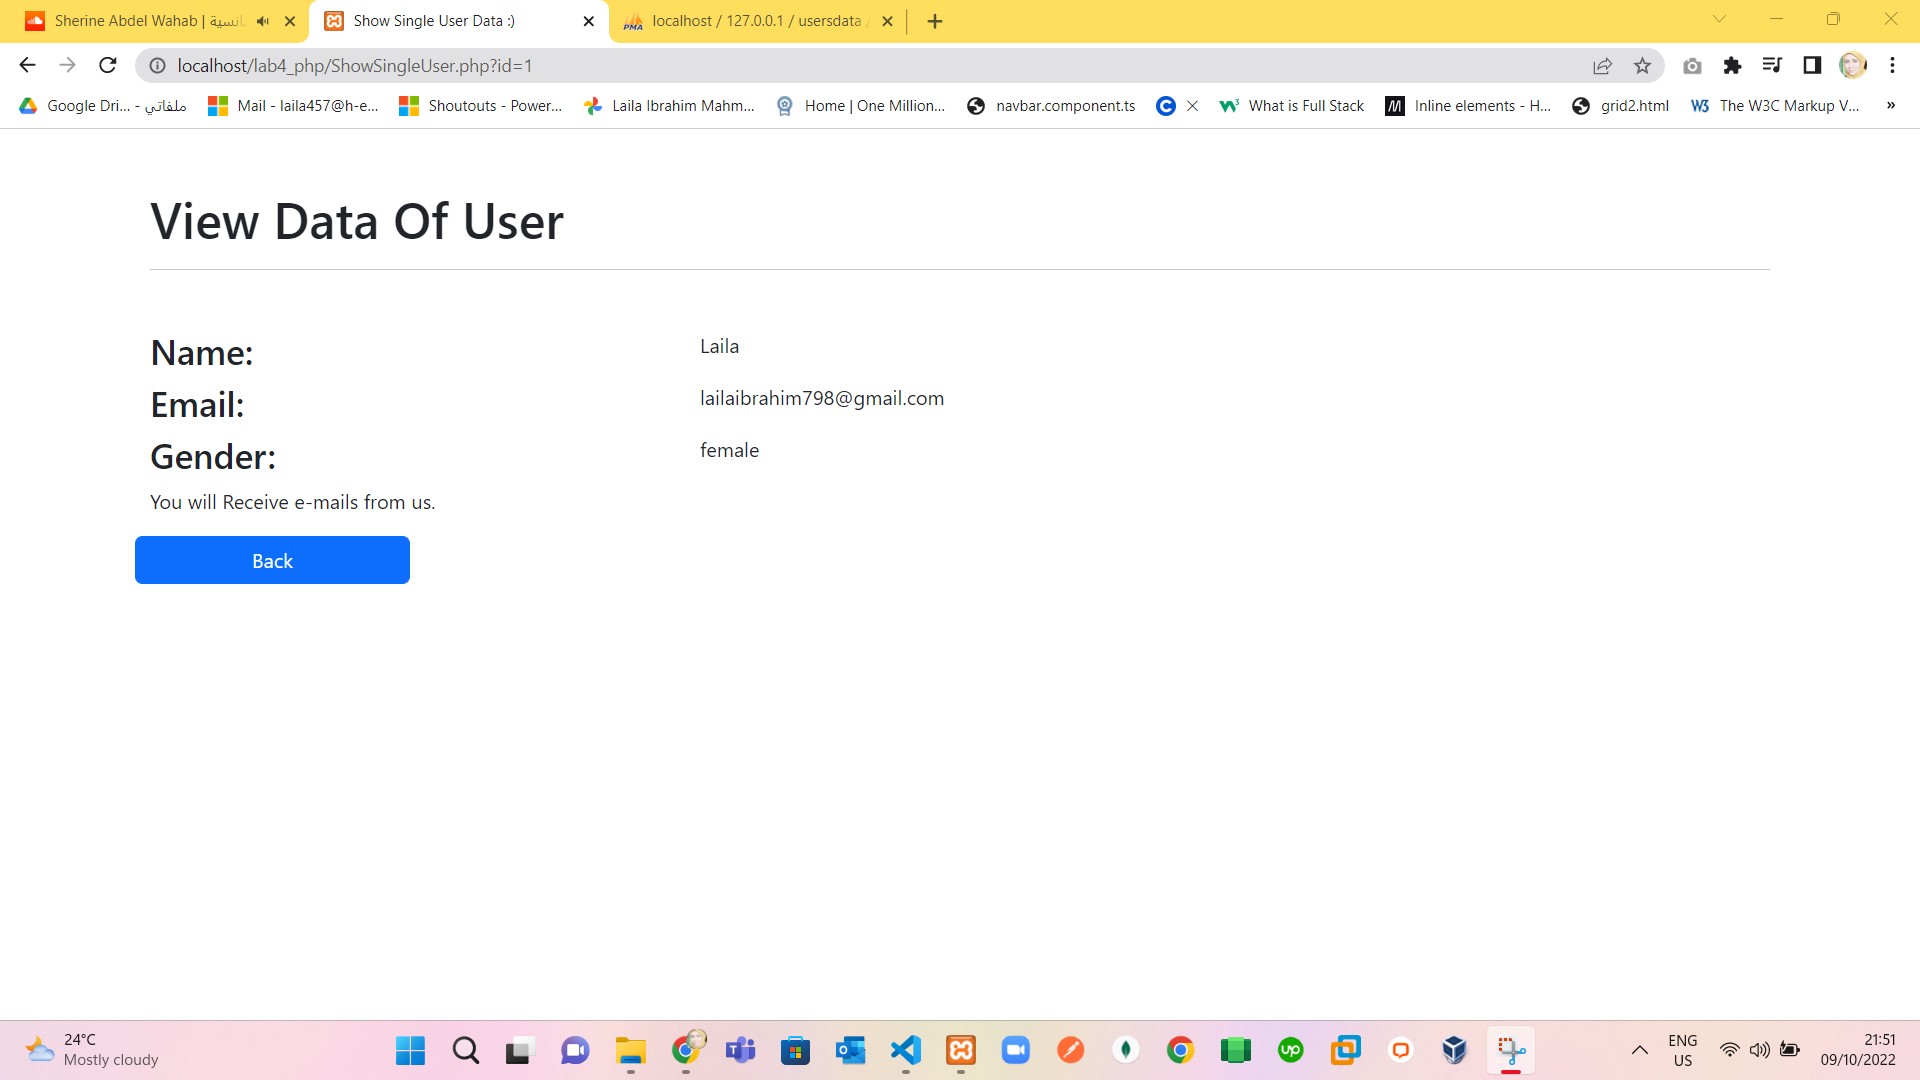 Sherine Abdel Wahab |
Show Single User Data :)
localhost / 127.0.0.1 / usersdata /
localhost/lab4_php/ShowSingleUser.php?id=1
Google Dri... - ملفاتي
Mail - laila457@h-e...
Shoutouts - Power...
Laila Ibrahim Mahm...
Home | One Million...
navbar.component.ts
What is Full Stack
Inline elements - H...
grid2.html
The W3C Markup V...
»
View Data Of User
Name:
Laila
Email:
lailaibrahim798@gmail.com
Gender:
female
You will Receive e-mails from us.
Back
24°C
Mostly cloudy
ENG
US
21:51
09/10/2022